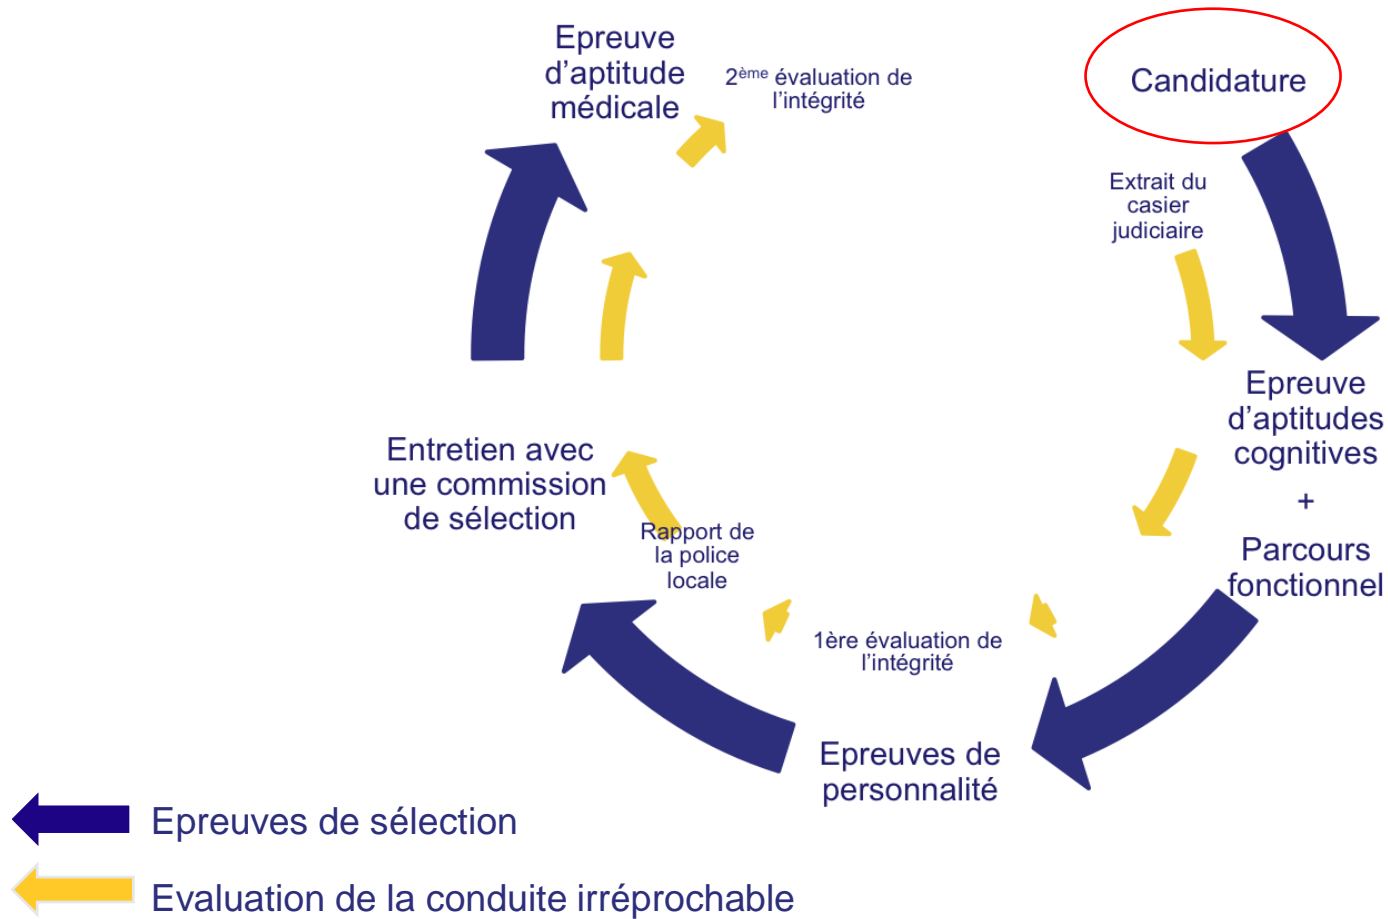 Candidature
Extrait du
casier
judiciaire
Epreuve
d'aptitudes
cognitives
+
Parcours
fonctionnel
1ère évaluation de
l'intégrité
Epreuves de
personnalité
Rapport de
la police
locale
Entretien avec
une commission
de sélection
Epreuve
d'aptitude
médicale
2ème évaluation de
l'intégrité
Epreuves de sélection
Evaluation de la conduite irréprochable